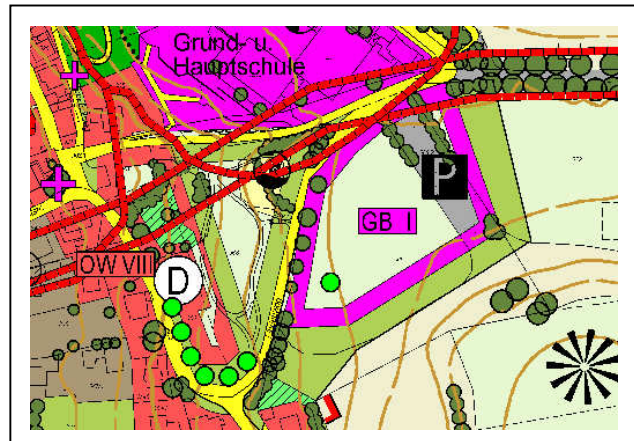 Grund- u.
Hauptschule
P
GB I
OW VIII
D